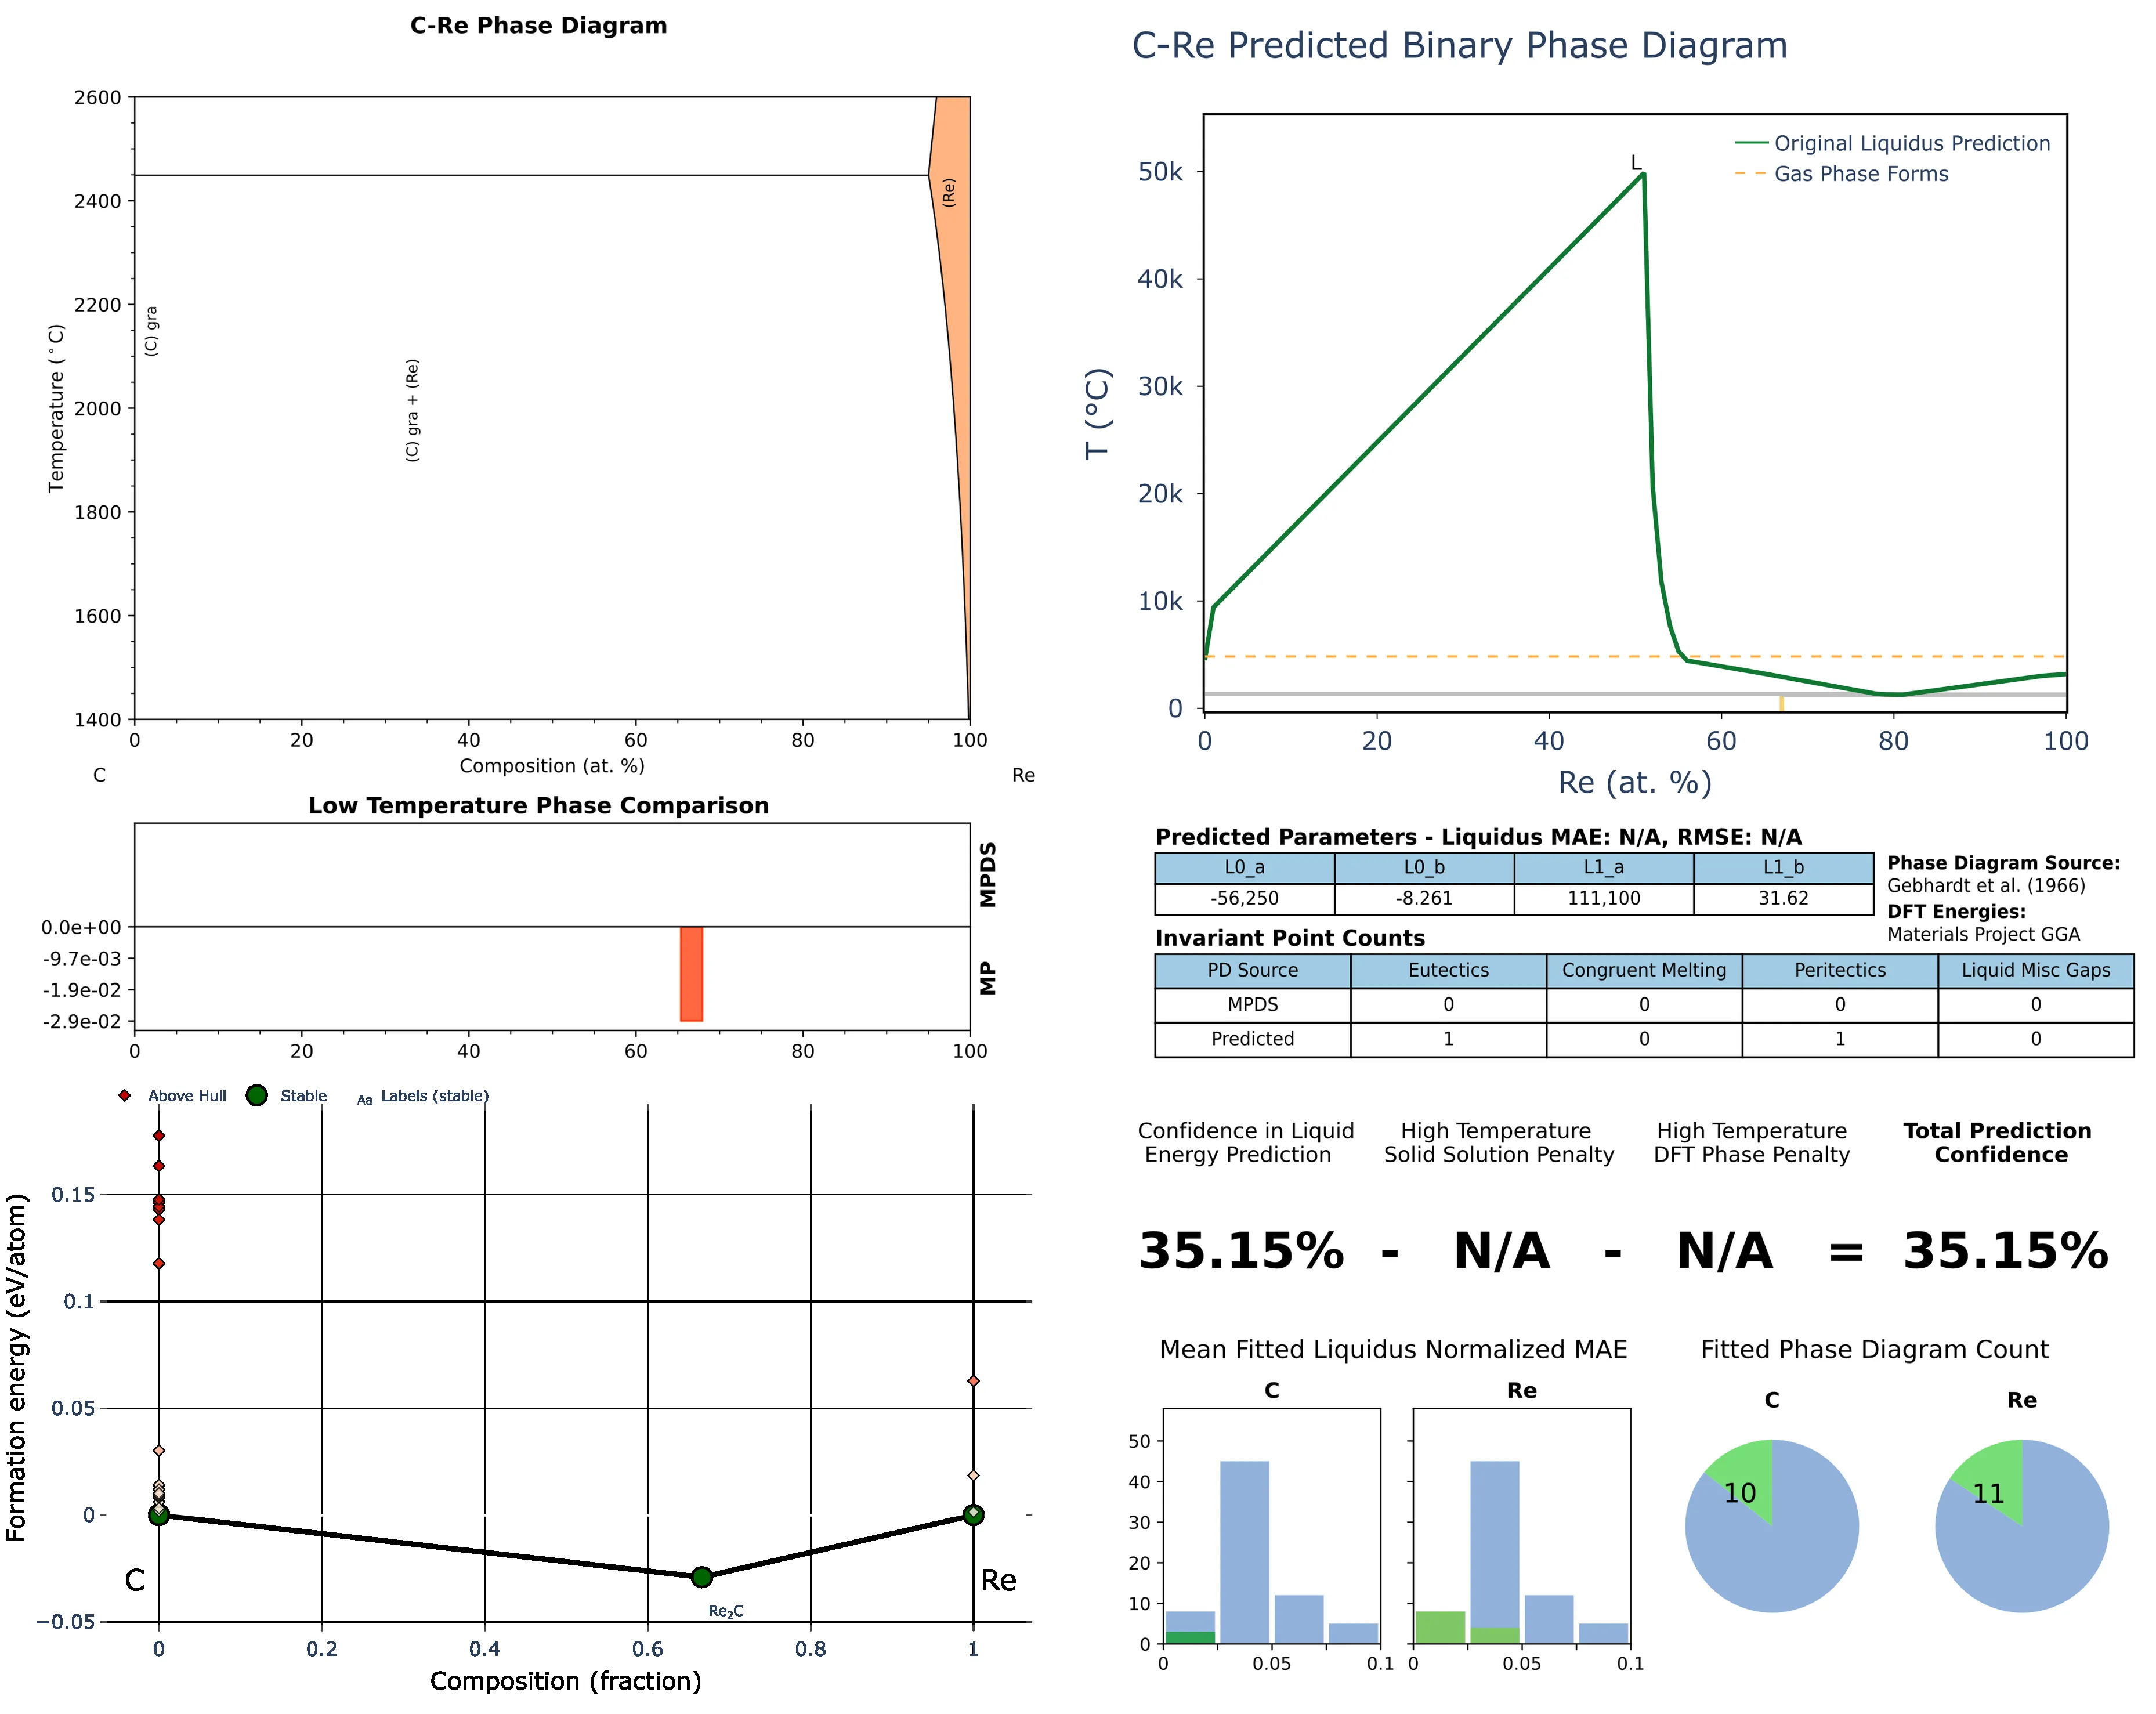 C-Re Phase Diagram
2600
2400
2200
2000
1800
1600
1400
Temperature (°C)
(C) gra
(C) gra + (Re)
(Re)
0 20 40 60 80 100
Composition (at. %)
C Re
Low Temperature Phase Comparison
0.0e+00
-9.7e-03
-1.9e-02
-2.9e-02
MPDS
MP
0 20 40 60 80 100
Above Hull Stable Aa Labels (stable)
Formation energy (eV/atom)
0.15
0.1
0.05
0
−0.05
C Re
Re₂C
0 0.2 0.4 0.6 0.8 1
Composition (fraction)
C-Re Predicted Binary Phase Diagram
Original Liquidus Prediction
Gas Phase Forms
L
50k
40k
30k
20k
10k
0
T (°C)
0 20 40 60 80 100
Re (at. %)
Predicted Parameters - Liquidus MAE: N/A, RMSE: N/A
L0_a L0_b L1_a L1_b
-56,250 -8.261 111,100 31.62
Phase Diagram Source:
Gebhardt et al. (1966)
DFT Energies:
Materials Project GGA
Invariant Point Counts
PD Source Eutectics Congruent Melting Peritectics Liquid Misc Gaps
MPDS 0 0 0 0
Predicted 1 0 1 0
Confidence in Liquid
Energy Prediction
High Temperature
Solid Solution Penalty
High Temperature
DFT Phase Penalty
Total Prediction
Confidence
35.15% - N/A - N/A = 35.15%
Mean Fitted Liquidus Normalized MAE
C Re
50
40
30
20
10
0
0 0.05 0.1 0 0.05 0.1
Fitted Phase Diagram Count
C Re
10 11